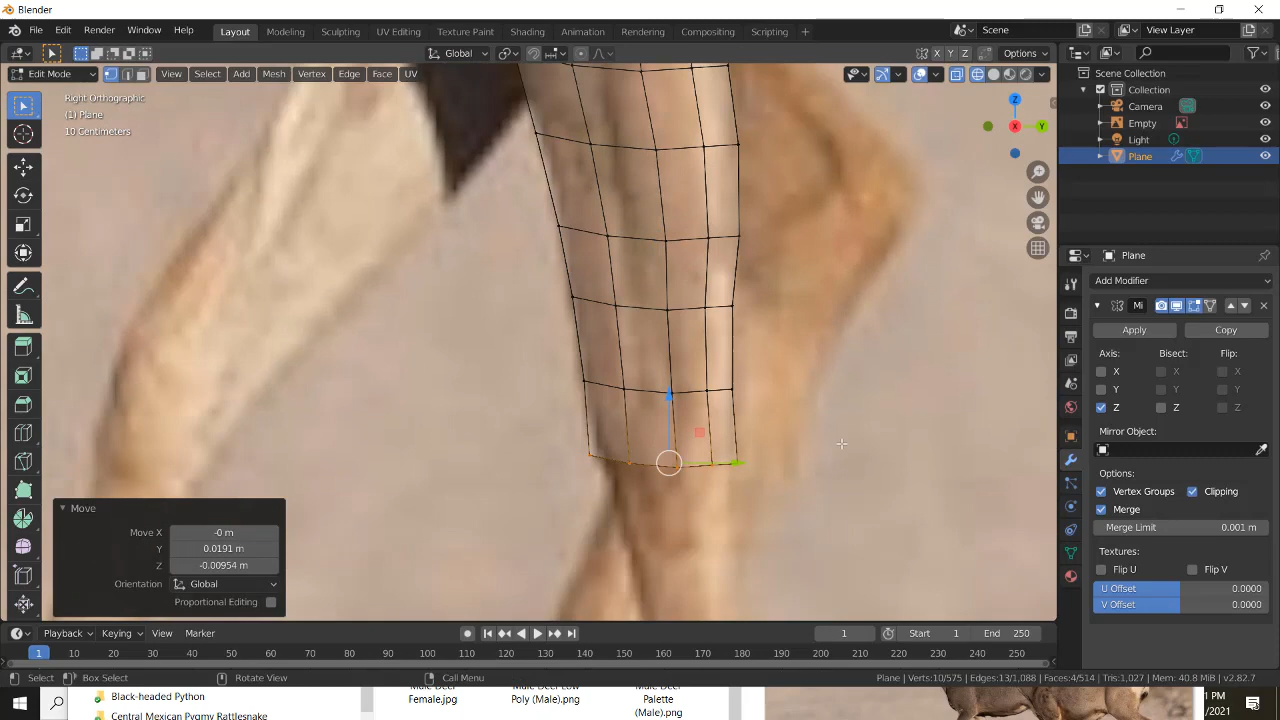 Blender
File Edit Render Window Help Layout Modeling Sculpting UV Editing Texture Paint Shading Animation Rendering Compositing Scripting Scene View Layer
Global X Y Z Options
Edit Mode View Select Add Mesh Vertex Edge Face UV
Right Orthographic
(1) Plane
10 Centimeters
Z
X
Y
Scene Collection
Collection
Camera
Empty
Light
Plane
Plane
Add Modifier
Mi
Apply Copy
Axis: Bisect: Flip:
X X X
Y Y Y
Z Z Z
Mirror Object:
Options:
Vertex Groups Clipping
Merge
Merge Limit 0.001 m
Textures:
Flip U Flip V
U Offset 0.0000
V Offset 0.0000
Move
Move X -0 m
Y 0.0191 m
Z -0.00954 m
Orientation Global
Proportional Editing
Playback Keying View Marker 1 Start 1 End 250
1 10 20 30 40 50 60 70 80 90 100 110 120 130 140 150 160 170 180 190 200 210 220 230 240 250
Select Box Select Rotate View Call Menu Plane | Verts:10/575 | Edges:13/1,088 | Faces:4/514 | Tris:1,027 | Mem: 40.8 MiB | v2.82.7
Black-headed Python
Central Mexican Pygmy Rattlesnake
Female.jpg
Male Deer Low
Poly (Male).png
Palette
(Male).png
1 PM
/2021